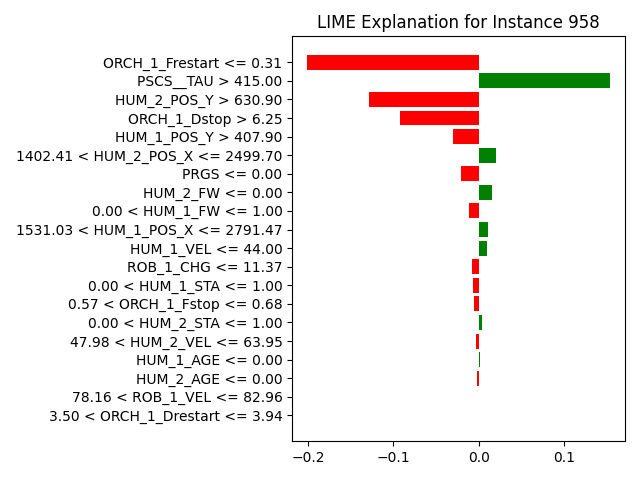 LIME Explanation for Instance 958
ORCH_1_Frestart <= 0.31
PSCS__TAU > 415.00
HUM_2_POS_Y > 630.90
ORCH_1_Dstop > 6.25
HUM_1_POS_Y > 407.90
1402.41 < HUM_2_POS_X <= 2499.70
PRGS <= 0.00
HUM_2_FW <= 0.00
0.00 < HUM_1_FW <= 1.00
1531.03 < HUM_1_POS_X <= 2791.47
HUM_1_VEL <= 44.00
ROB_1_CHG <= 11.37
0.00 < HUM_1_STA <= 1.00
0.57 < ORCH_1_Fstop <= 0.68
0.00 < HUM_2_STA <= 1.00
47.98 < HUM_2_VEL <= 63.95
HUM_1_AGE <= 0.00
HUM_2_AGE <= 0.00
78.16 < ROB_1_VEL <= 82.96
3.50 < ORCH_1_Drestart <= 3.94
−0.2 −0.1 0.0 0.1